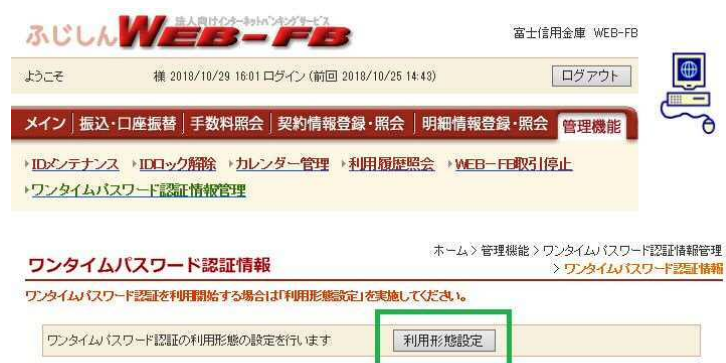 法人向けインターネットバンキングサービス
ふじしんWEB-FB
富士信用金庫 WEB-FB
ようこそ 様 2018/10/29 16:01 ログイン (前回 2018/10/25 14:43) ログアウト
メイン 振込・口座振替 手数料照会 契約情報登録・照会 明細情報登録・照会 管理機能
IDメンテナンス IDロック解除 カレンダー管理 利用履歴照会 WEB-FB取引停止
ワンタイムパスワード認証情報管理
ホーム > 管理機能 > ワンタイムパスワード認証情報管理
> ワンタイムパスワード認証情報
ワンタイムパスワード認証情報
ワンタイムパスワード認証を利用開始する場合は「利用形態設定」を実施してください。
ワンタイムパスワード認証の利用形態の設定を行います 利用形態設定